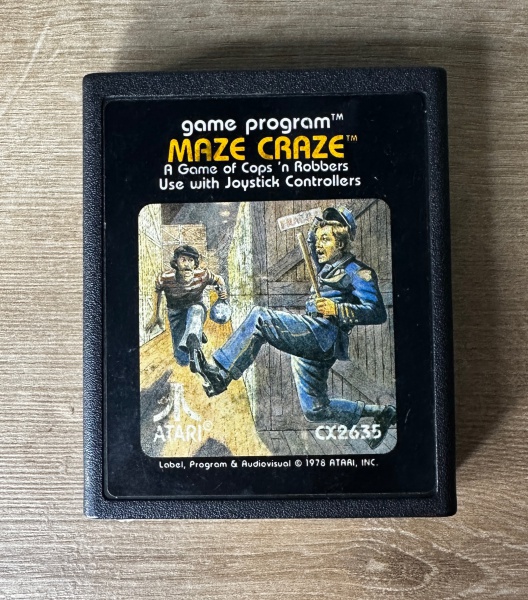 game program™
MAZE CRAZE™
A Game of Cops 'n Robbers
Use with Joystick Controllers
ATARI®
CX2635
Label, Program & Audiovisual © 1978 ATARI, INC.